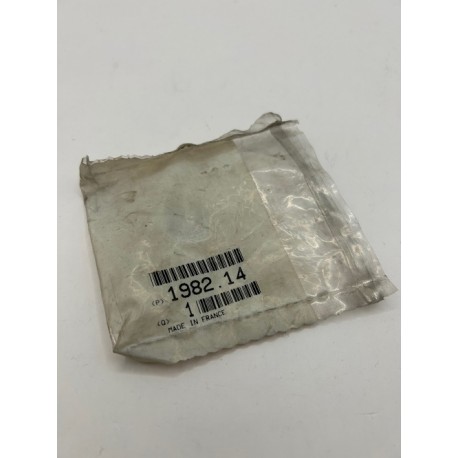 (P) 1982.14
(Q) 1
MADE IN FRANCE